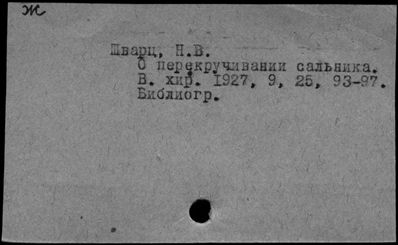 Ж
Шварц, Н.В.
О перекручивании сальника.
В. хир. 1927, 9, 25, 93-97.
Библиогр.